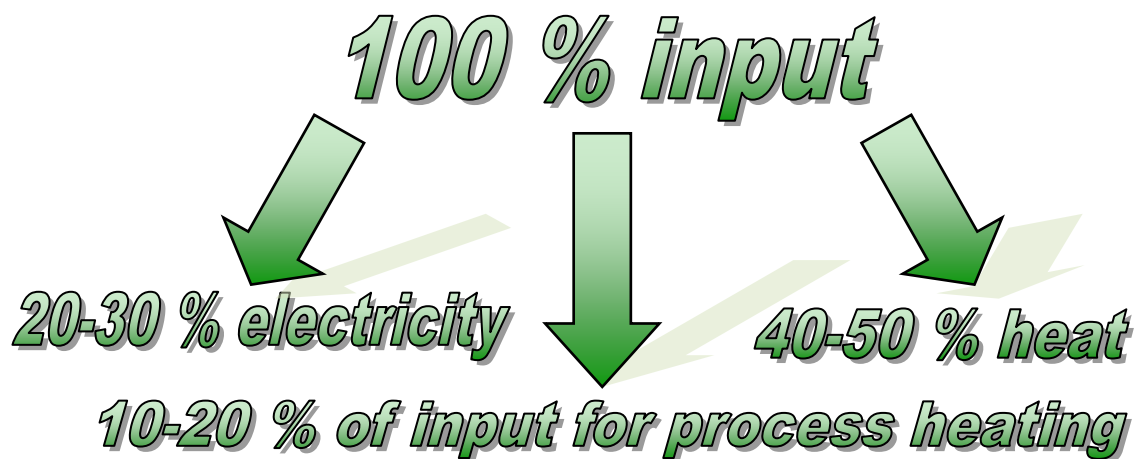 100 % input
20-30 % electricity
40-50 % heat
10-20 % of input for process heating